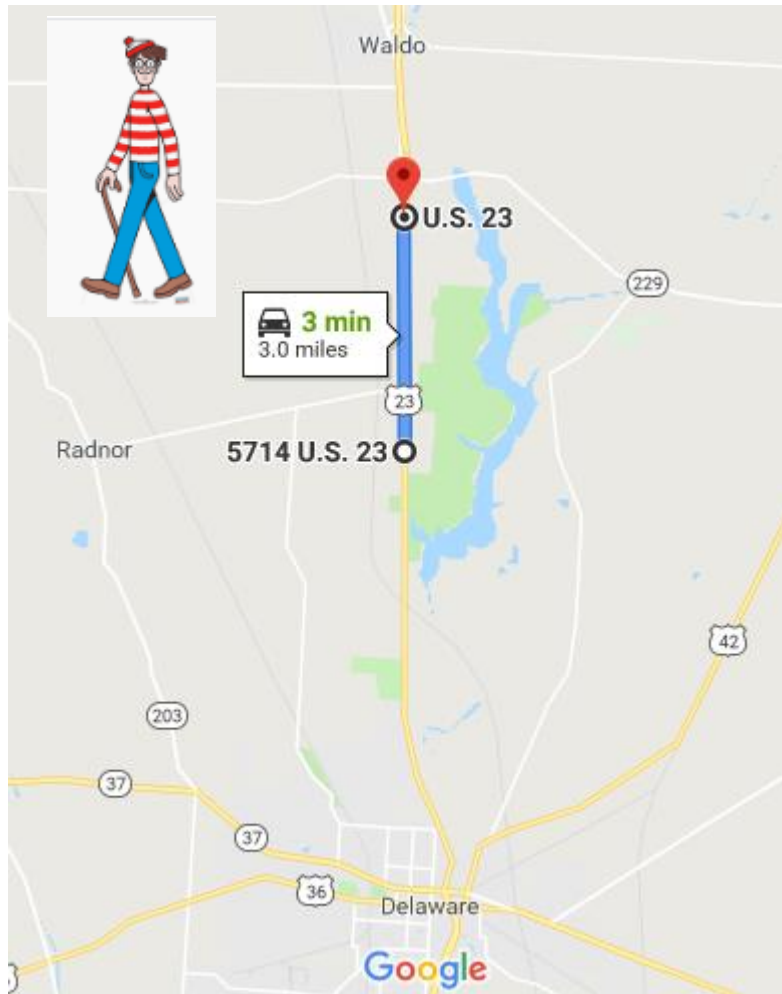 Waldo
U.S. 23
229
3 min
3.0 miles
23
Radnor
5714 U.S. 23
42
203
37
37
36
Delaware
Google